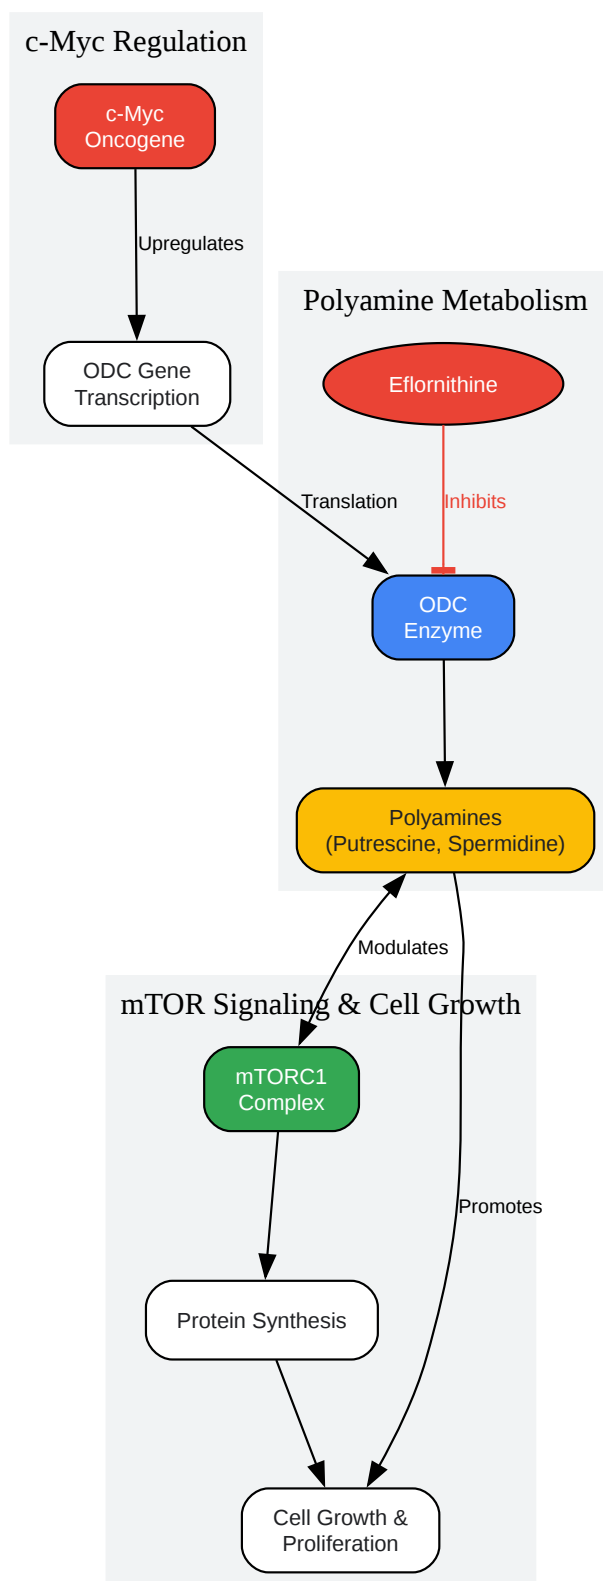 c-Myc Regulation
c-Myc
Oncogene
Upregulates
ODC Gene
Transcription
Polyamine Metabolism
Eflornithine
Translation
Inhibits
ODC
Enzyme
Polyamines
(Putrescine, Spermidine)
Modulates
mTOR Signaling & Cell Growth
mTORC1
Complex
Promotes
Protein Synthesis
Cell Growth &
Proliferation